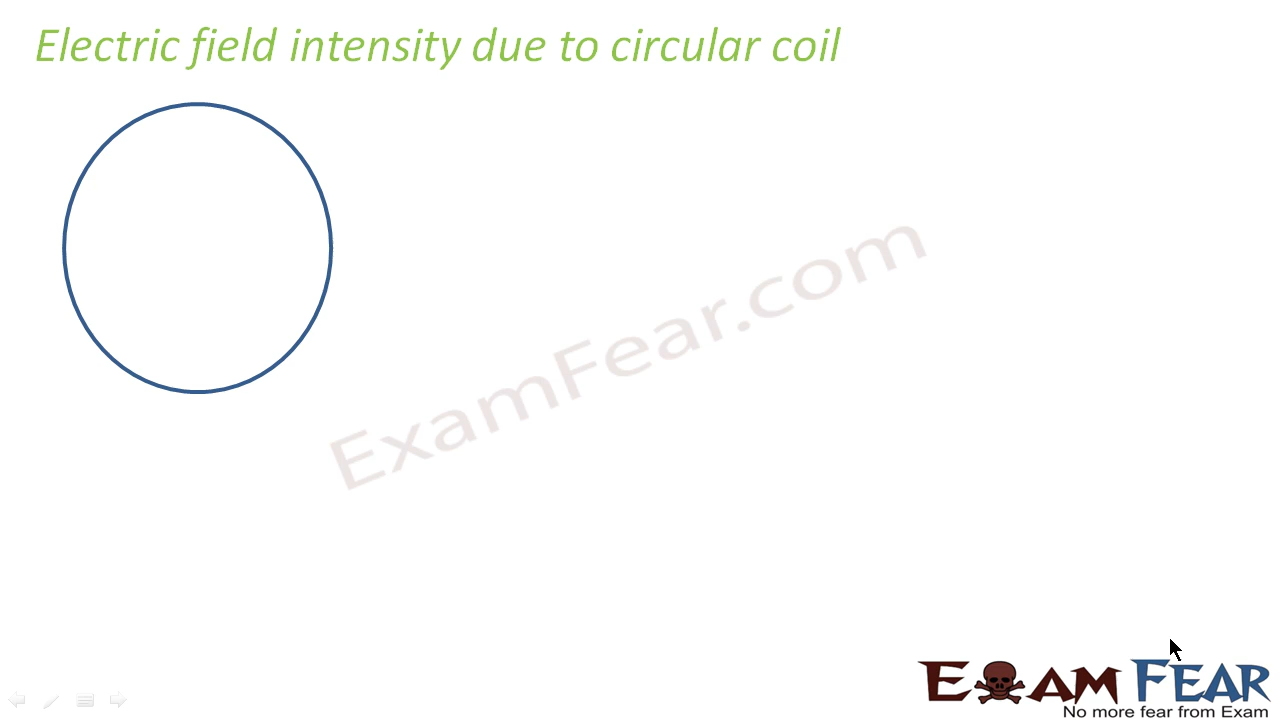 Electric field intensity due to circular coil
ExamFear.com
EXAM FEAR
No more fear from Exam